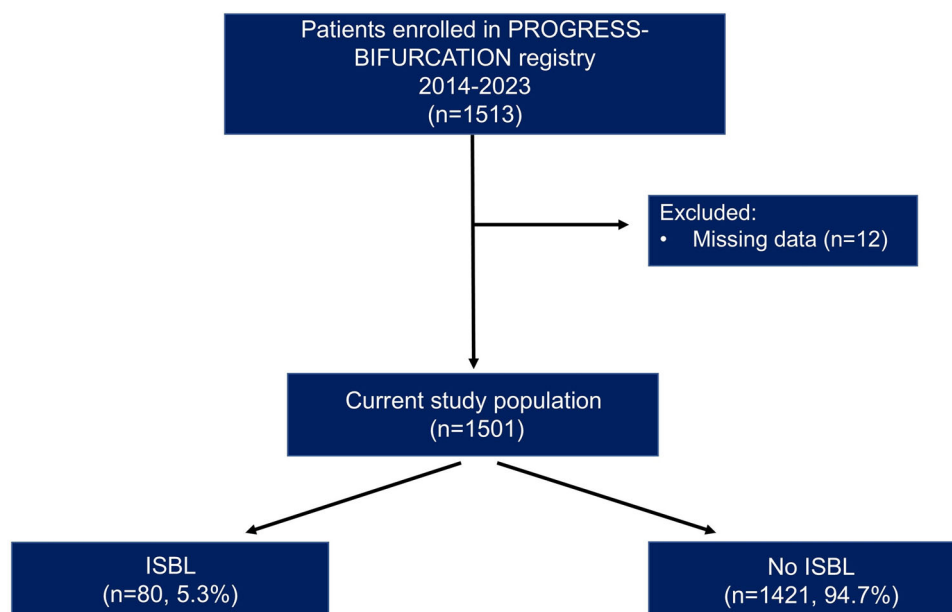 Patients enrolled in PROGRESS-
BIFURCATION registry
2014-2023
(n=1513)
Excluded:
• Missing data (n=12)
Current study population
(n=1501)
ISBL
(n=80, 5.3%)
No ISBL
(n=1421, 94.7%)